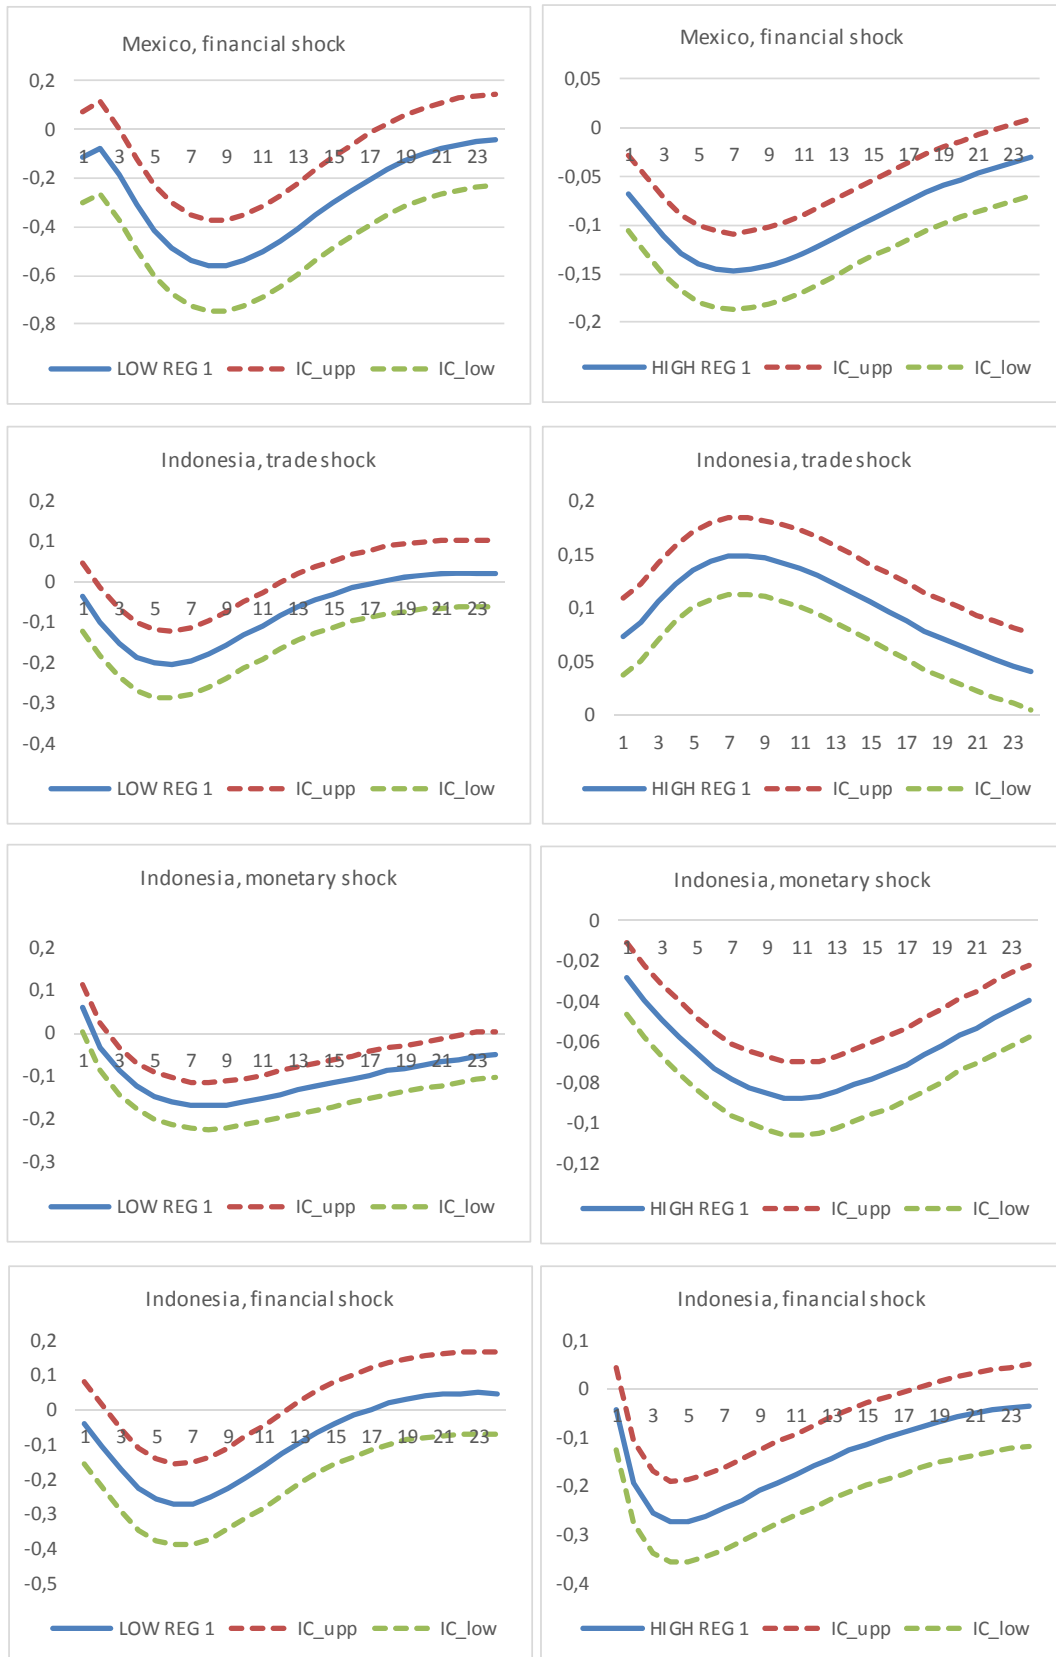 Mexico, financial shock
0,2
0
-0,2
-0,4
-0,6
-0,8
1 3 5 7 9 11 13 15 17 19 21 23
LOW REG 1 IC_upp IC_low
Mexico, financial shock
0,05
0
-0,05
-0,1
-0,15
-0,2
1 3 5 7 9 11 13 15 17 19 21 23
HIGH REG 1 IC_upp IC_low
Indonesia, trade shock
0,2
0,1
0
-0,1
-0,2
-0,3
-0,4
1 3 5 7 9 11 13 15 17 19 21 23
LOW REG 1 IC_upp IC_low
Indonesia, trade shock
0,2
0,15
0,1
0,05
0
1 3 5 7 9 11 13 15 17 19 21 23
HIGH REG 1 IC_upp IC_low
Indonesia, monetary shock
0,2
0,1
0
-0,1
-0,2
-0,3
1 3 5 7 9 11 13 15 17 19 21 23
LOW REG 1 IC_upp IC_low
Indonesia, monetary shock
0
-0,02
-0,04
-0,06
-0,08
-0,1
-0,12
1 3 5 7 9 11 13 15 17 19 21 23
HIGH REG 1 IC_upp IC_low
Indonesia, financial shock
0,2
0,1
0
-0,1
-0,2
-0,3
-0,4
-0,5
1 3 5 7 9 11 13 15 17 19 21 23
LOW REG 1 IC_upp IC_low
Indonesia, financial shock
0,1
0
-0,1
-0,2
-0,3
-0,4
1 3 5 7 9 11 13 15 17 19 21 23
HIGH REG 1 IC_upp IC_low